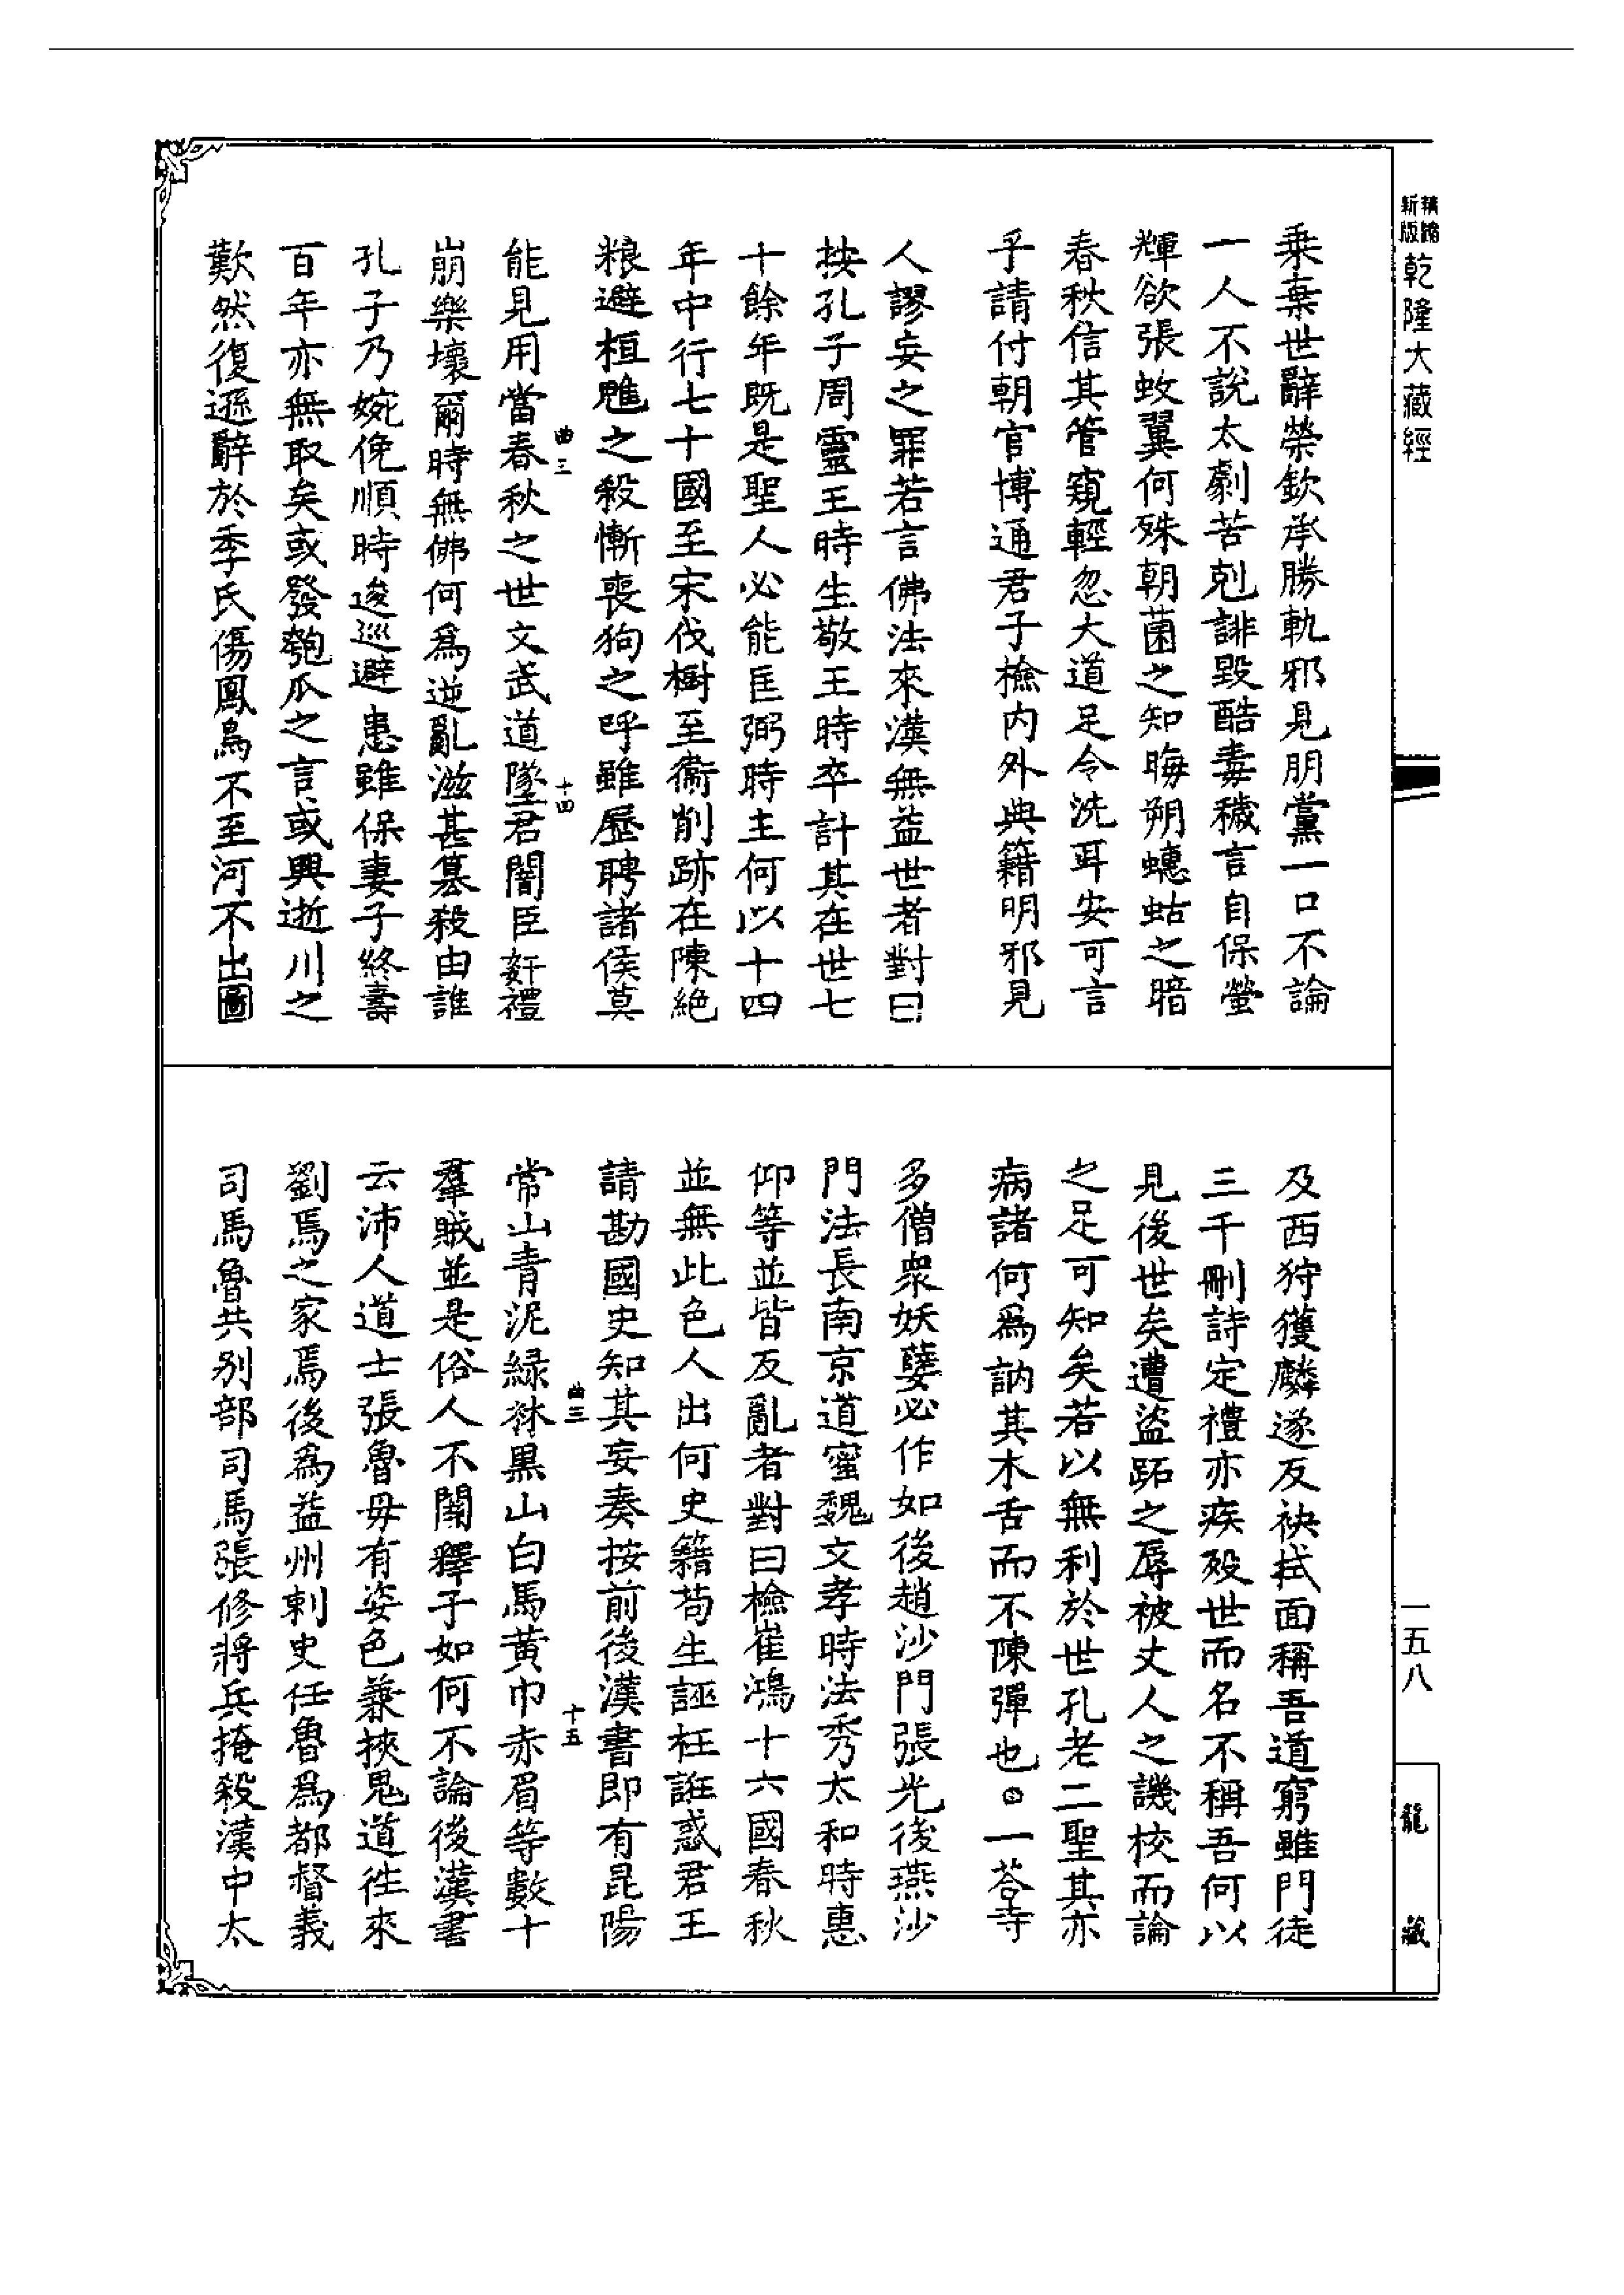 精繕
新版
乾隆大藏經
乗棄世辭榮欽承勝軌邪見朋黨一口不論
一人不說太劇苦剋誹毀酷毒穢言自保螢
輝欲張蚊翼何殊朝菌之知晦朔蟪蛄之暗
春秋信其管窺輕忽大道足令洗耳安可言
乎請付朝官博通君子檢内外典籍明邪見
人謬妄之罪若言佛法來漢無益世者對曰
按孔子周靈王時生敬王時卒計其在世七
十餘年既是聖人必能匡弼時主何以十四
年中行七十國至宋伐樹至衞削跡在陳絕
粮避桓魋之殺慚喪狗之呼雖歷聘諸侯莫
曲三
十四
能見用當春秋之世文武道墜君闇臣姧禮
崩樂壞爾時無佛何爲逆亂滋甚篡殺由誰
孔子乃婉俛順時逡巡避患雖保妻子終壽
百年亦無取矣或發匏瓜之言或興逝川之
歎然復遜辭於季氏傷鳳鳥不至河不出圖
及西狩獲麟遂反袂拭面稱吾道窮雖門徒
三千刪詩定禮亦疾歿世而名不稱吾何以
見後世矣遭盜跖之辱被丈人之譏校而論
之足可知矣若以無利於世孔老二聖其亦
病諸何爲訥其木舌而不陳彈也一荅寺
多僧衆妖孽必作如後趙沙門張光後燕沙
門法長南京道蜜魏文孝時法秀太和時惠
仰等並皆反亂者對曰檢崔鴻十六國春秋
並無此色人出何史籍苟生誣枉誑惑君王
請勘國史知其妄奏按前後漢書即有昆陽
曲三
十五
常山青泥緑林黒山白馬黄巾赤眉等數十
羣賊並是俗人不關釋子如何不論後漢書
云沛人道士張魯母有姿色兼挾鬼道徃來
劉焉之家焉後爲益州刺史任魯爲都督義
司馬魯共别部司馬張修將兵掩殺漢中太
一五八
龍藏